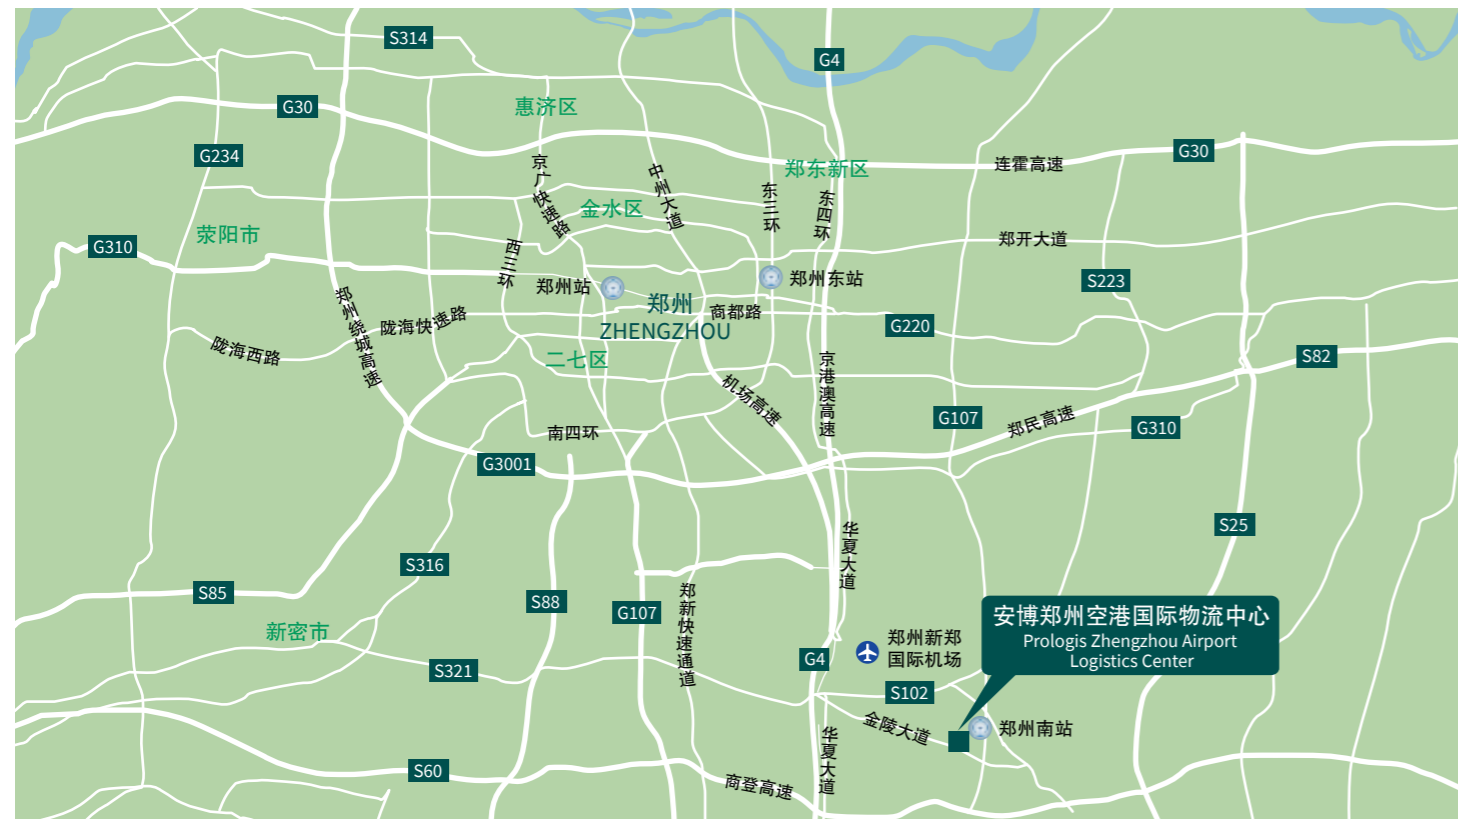 S314
G4
G30
惠济区
G234
郑东新区
连霍高速
G30
京广快速路
中州大道
东三环
东四环
金水区
荥阳市
G310
西三环
郑开大道
郑州站
郑州东站
S223
郑州
ZHENGZHOU
商都路
郑州绕城高速
陇海快速路
陇海西路
G220
二七区
京港澳高速
S82
机场高速
G107
郑民高速
G310
南四环
G3001
S25
华夏大道
S316
S85
S88
G107
郑新快速通道
新密市
S321
G4
郑州新郑
国际机场
安博郑州空港国际物流中心
Prologis Zhengzhou Airport
Logistics Center
S102
金陵大道
郑州南站
华夏大道
S60
商登高速